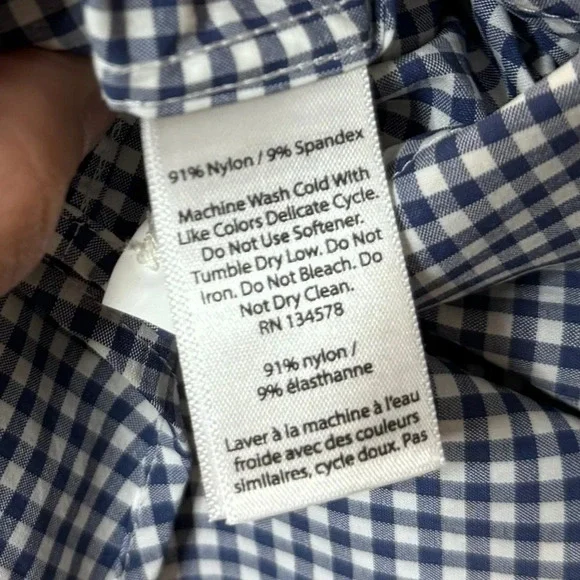 91% Nylon / 9% Spandex
Machine Wash Cold With
Like Colors Delicate Cycle.
Do Not Use Softener.
Tumble Dry Low. Do Not
Iron. Do Not Bleach. Do
Not Dry Clean.
RN 134578
91% nylon /
9% élasthanne
Laver à la machine à l'eau
froide avec des couleurs
similaires, cycle doux. Pas